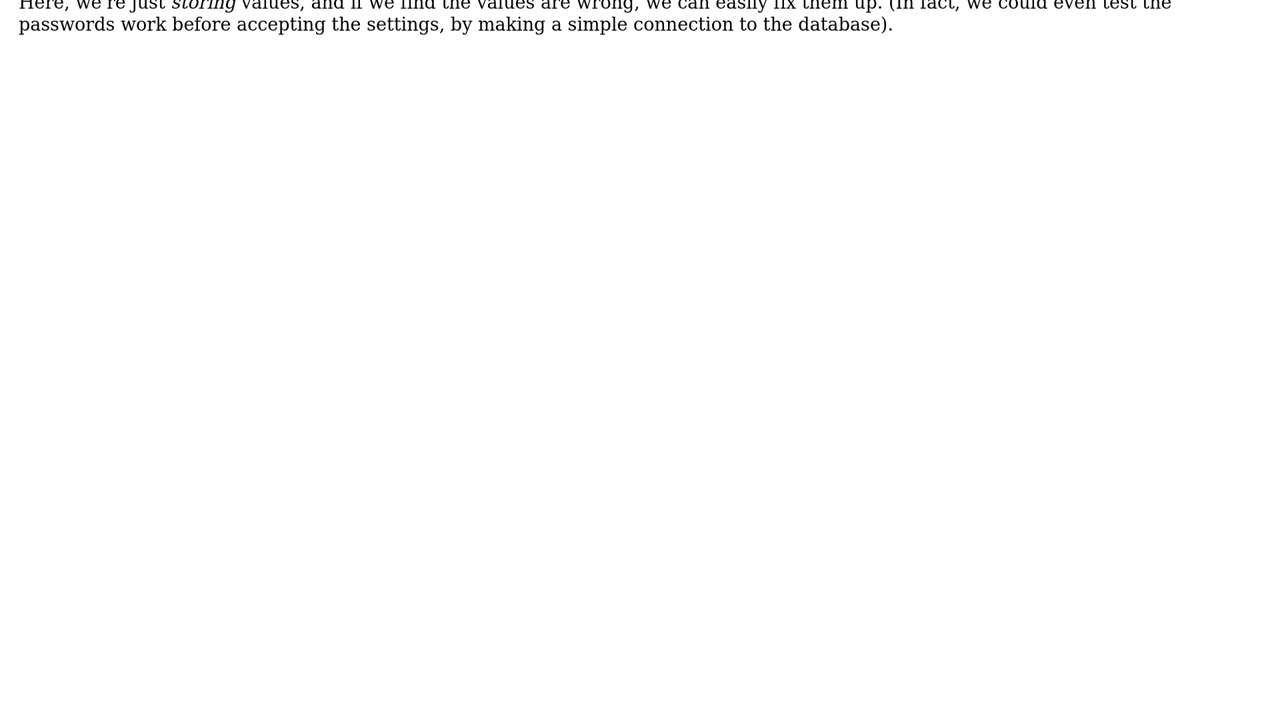 Here, we're just storing values, and if we find the values are wrong, we can easily fix them up. (In fact, we could even test the
passwords work before accepting the settings, by making a simple connection to the database).